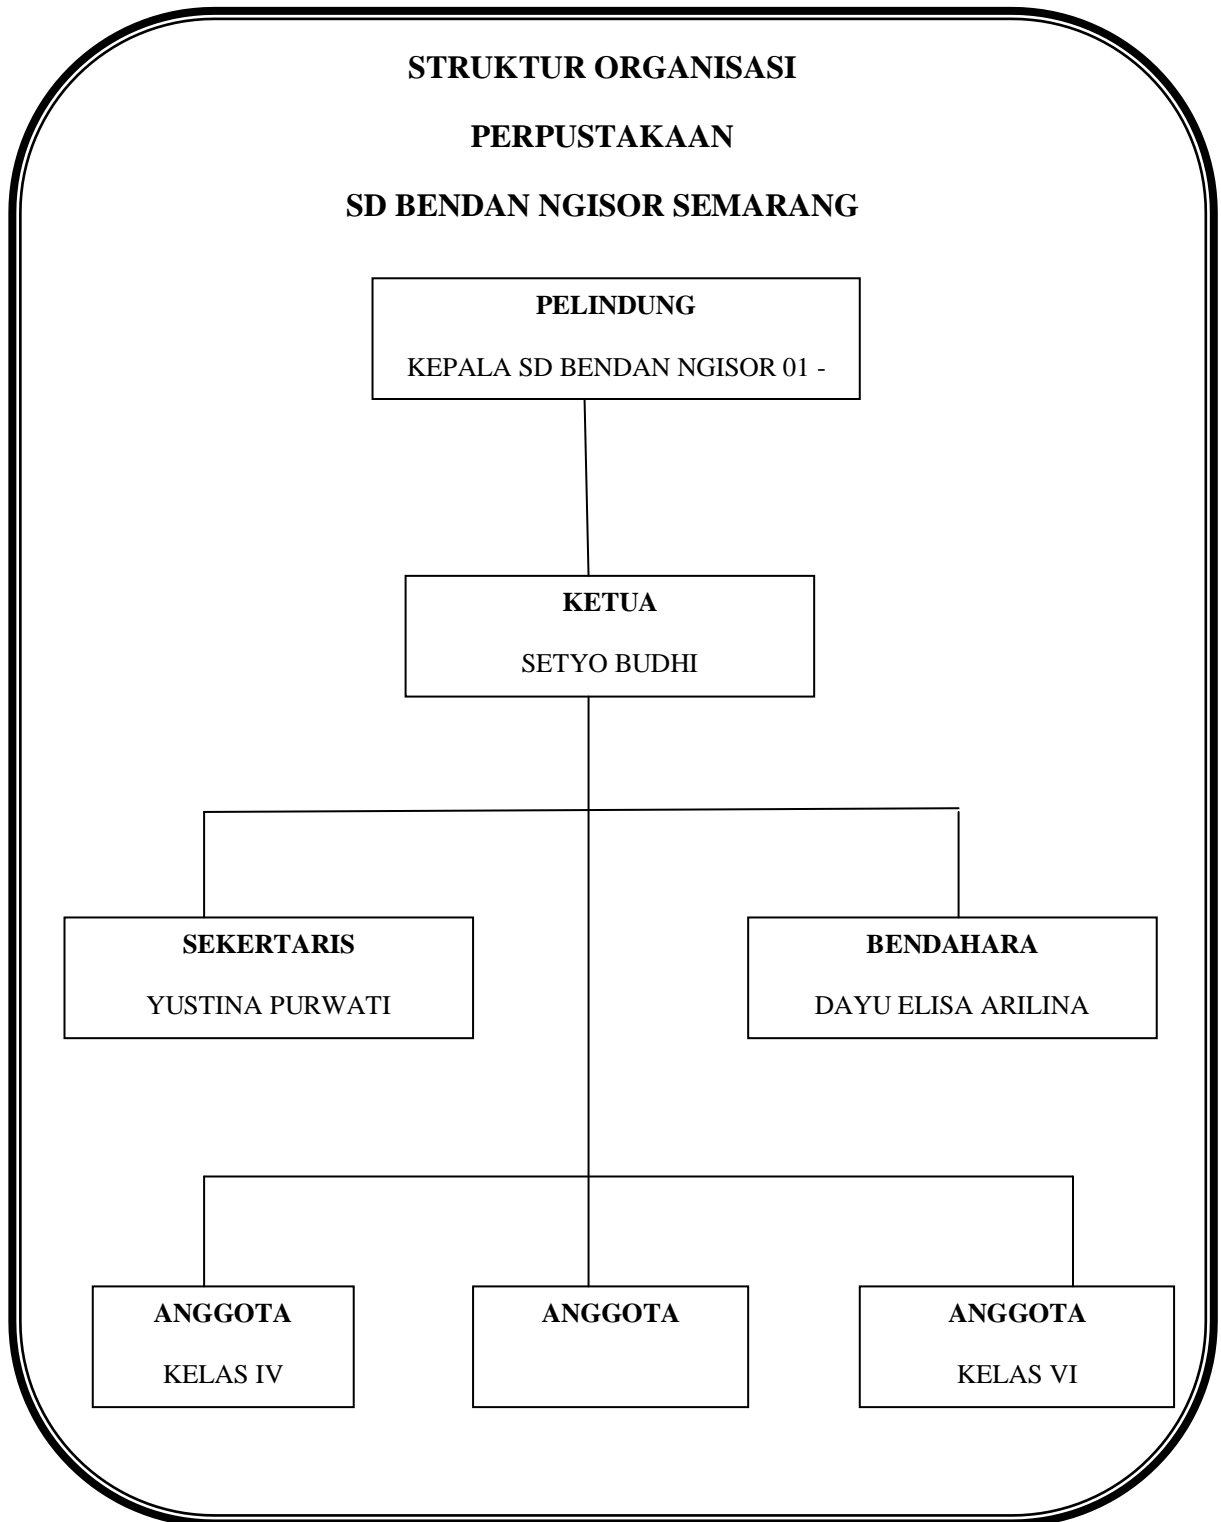 STRUKTUR ORGANISASI
PERPUSTAKAAN
SD BENDAN NGISOR SEMARANG
PELINDUNG
KEPALA SD BENDAN NGISOR 01 -
KETUA
SETYO BUDHI
SEKERTARIS
YUSTINA PURWATI
BENDAHARA
DAYU ELISA ARILINA
ANGGOTA
KELAS IV
ANGGOTA
ANGGOTA
KELAS VI